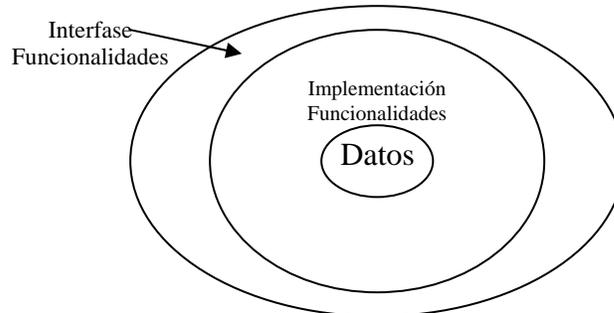 Interfase
Funcionalidades
Implementación
Funcionalidades
Datos